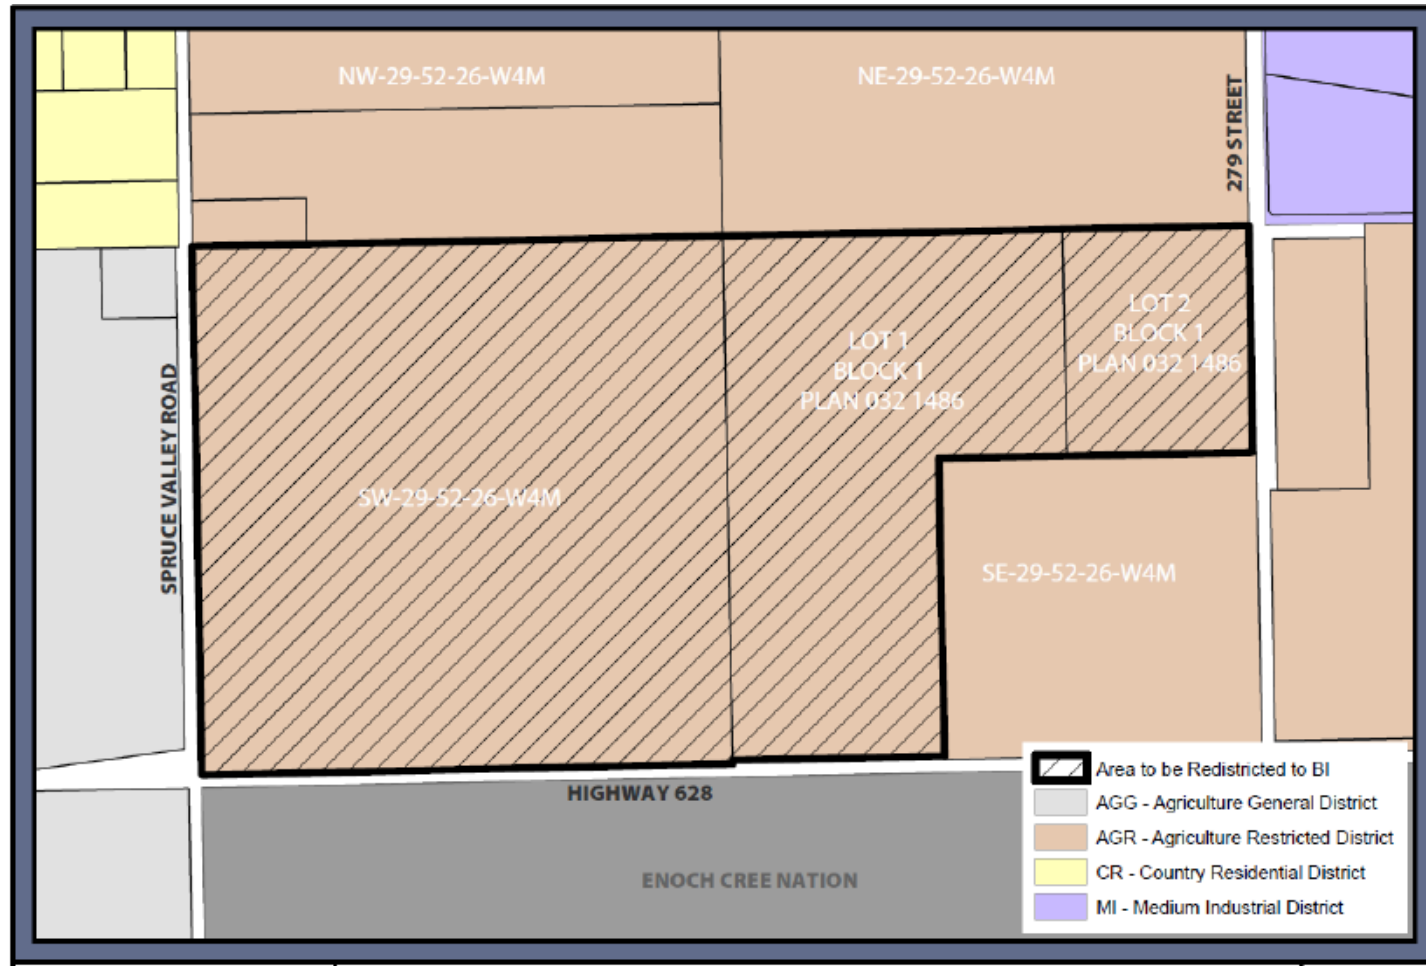 NW-29-52-26-W4M
NE-29-52-26-W4M
279 STREET
LOT 1
BLOCK 1
PLAN 032 1486
LOT 2
BLOCK 1
PLAN 032 1486
SPRUCE VALLEY ROAD
SW-29-52-26-W4M
SE-29-52-26-W4M
HIGHWAY 628
ENOCH CREE NATION
Area to be Redistricted to BI
AGG - Agriculture General District
AGR - Agriculture Restricted District
CR - Country Residential District
MI - Medium Industrial District